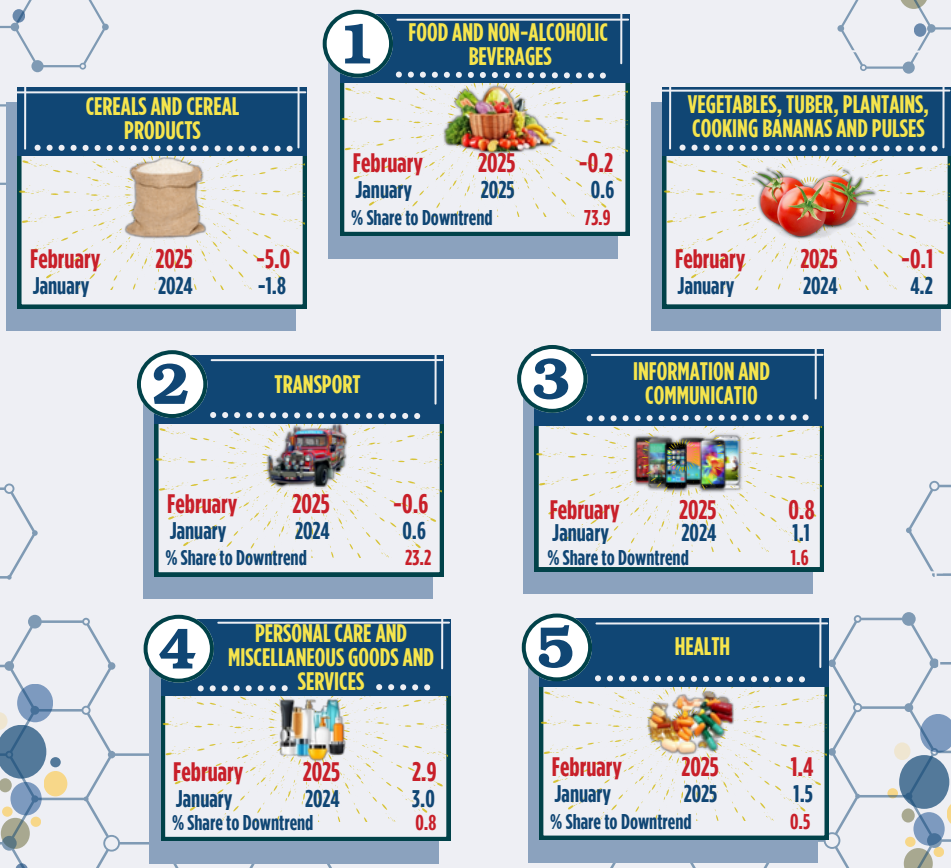 1
FOOD AND NON-ALCOHOLIC
BEVERAGES
February 2025 -0.2
January 2025 0.6
% Share to Downtrend 73.9
CEREALS AND CEREAL
PRODUCTS
February 2025 -5.0
January 2024 -1.8
VEGETABLES, TUBER, PLANTAINS,
COOKING BANANAS AND PULSES
February 2025 -0.1
January 2024 4.2
2
TRANSPORT
February 2025 -0.6
January 2024 0.6
% Share to Downtrend 23.2
3
INFORMATION AND
COMMUNICATIO
February 2025 0.8
January 2024 1.1
% Share to Downtrend 1.6
4
PERSONAL CARE AND
MISCELLANEOUS GOODS AND
SERVICES
February 2025 2.9
January 2024 3.0
% Share to Downtrend 0.8
5
HEALTH
February 2025 1.4
January 2025 1.5
% Share to Downtrend 0.5